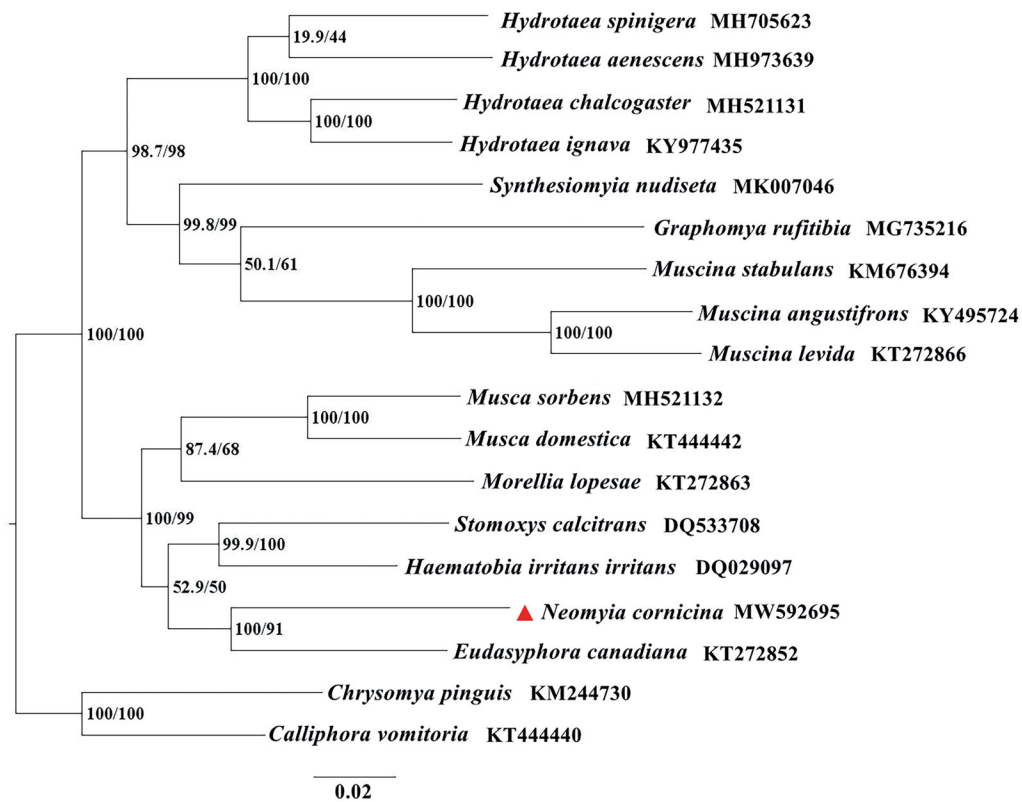 Hydrotaea spinigera MH705623
19.9/44
Hydrotaea aenescens MH973639
100/100
Hydrotaea chalcogaster MH521131
100/100
Hydrotaea ignava KY977435
98.7/98
Synthesiomyia nudiseta MK007046
99.8/99
Graphomya rufitibia MG735216
50.1/61
Muscina stabulans KM676394
100/100
Muscina angustifrons KY495724
100/100
Muscina levida KT272866
100/100
Musca sorbens MH521132
100/100
Musca domestica KT444442
87.4/68
Morellia lopesae KT272863
100/99
Stomoxys calcitrans DQ533708
99.9/100
Haematobia irritans irritans DQ029097
52.9/50
Neomyia cornicina MW592695
100/91
Eudasyphora canadiana KT272852
Chrysomya pinguis KM244730
100/100
Calliphora vomitoria KT444440
0.02